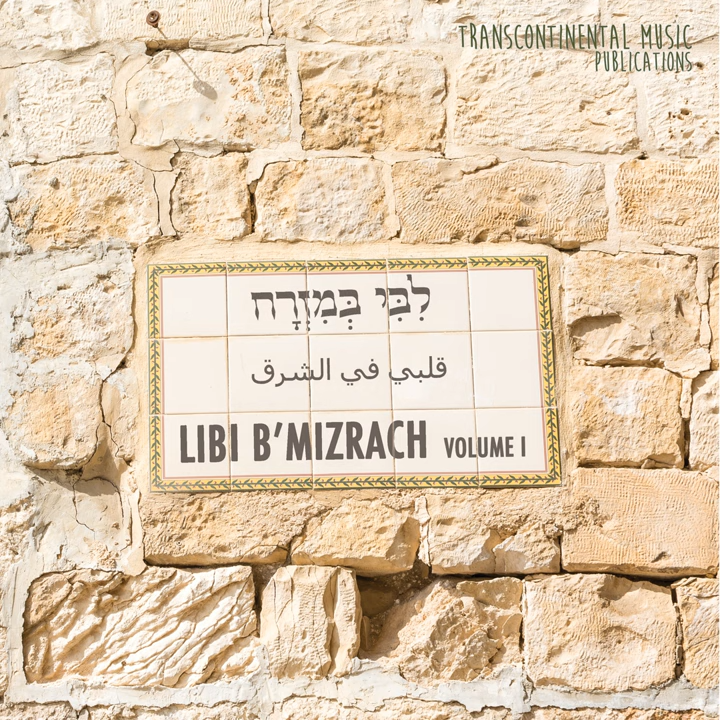 TRANSCONTINENTAL MUSIC
PUBLICATIONS
לִבִּי בְּמִזְרָח
قلبي في الشرق
LIBI B'MIZRACH VOLUME I